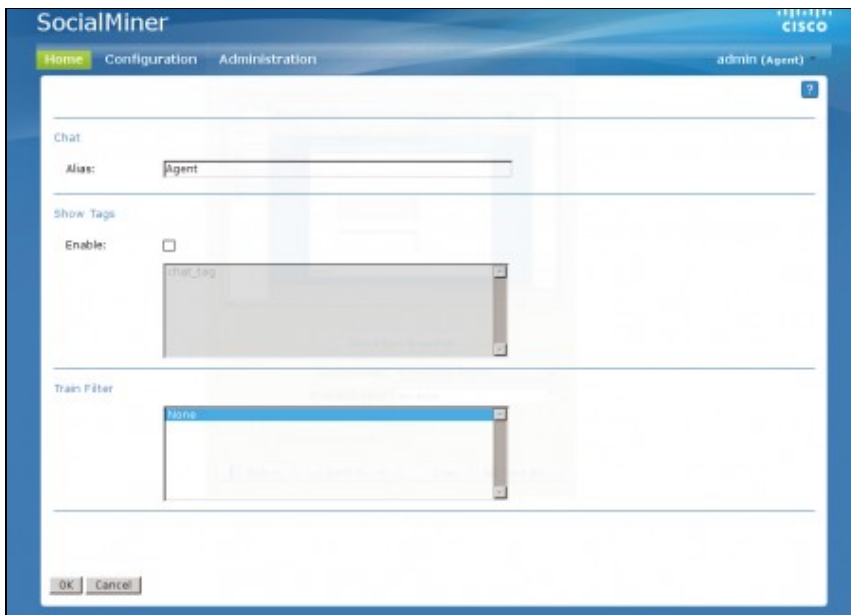 SocialMiner
CISCO
Home Configuration Administration
admin (Agent)
?
Chat
Alias: Agent
Show Tags
Enable:
chat_tag
Train Filter
None
OK Cancel